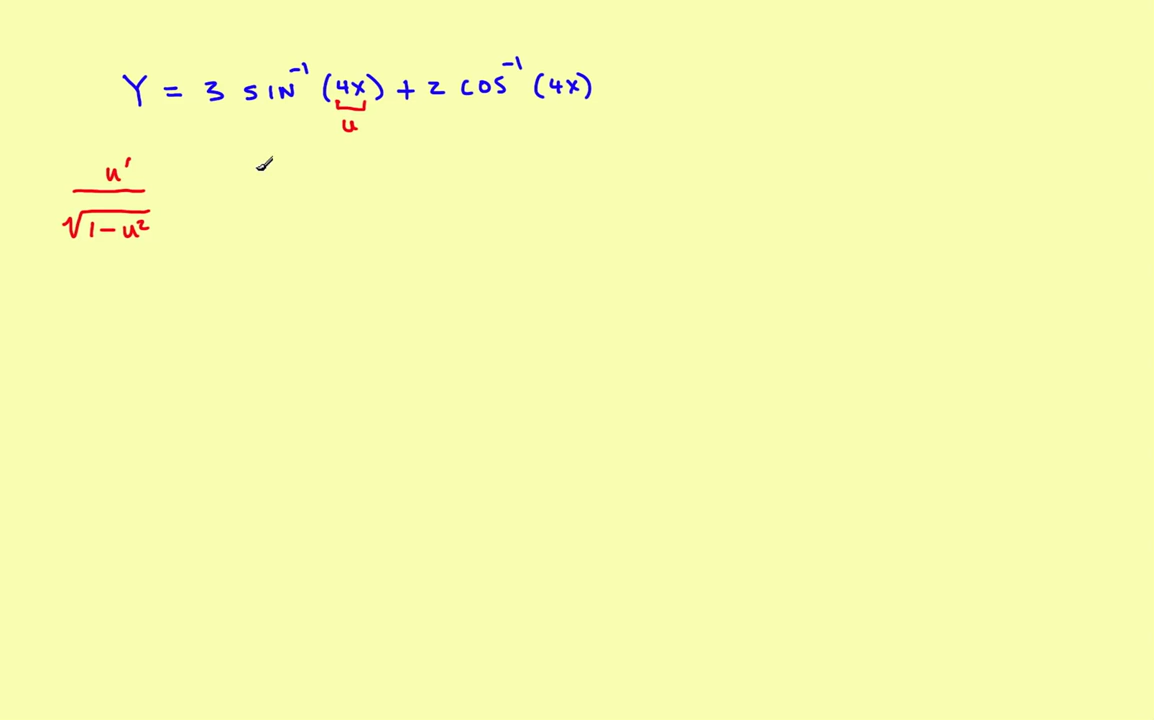 Y = 3 sin⁻¹ (4x) + 2 cos⁻¹ (4x)
u
u'
√1-u²